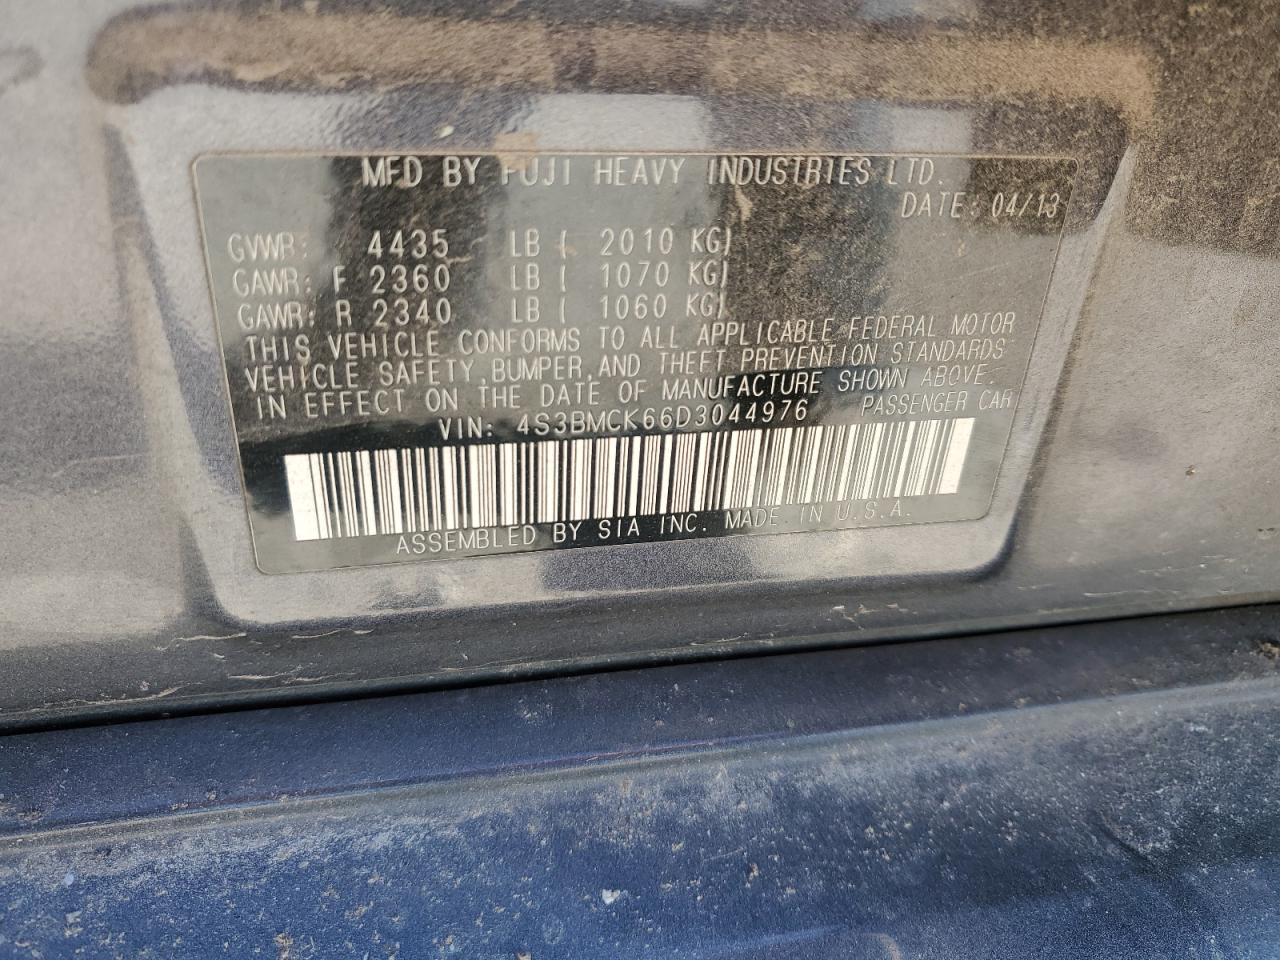 MFD BY FUJI HEAVY INDUSTRIES LTD.
DATE: 04/13
GVWR: 4435 LB ( 2010 KG)
GAWR: F 2360 LB ( 1070 KG)
GAWR: R 2340 LB ( 1060 KG)
THIS VEHICLE CONFORMS TO ALL APPLICABLE FEDERAL MOTOR
VEHICLE SAFETY, BUMPER, AND THEFT PREVENTION STANDARDS
IN EFFECT ON THE DATE OF MANUFACTURE SHOWN ABOVE.
VIN: 4S3BMCK66D3044976 PASSENGER CAR
ASSEMBLED BY SIA INC. MADE IN U.S.A.